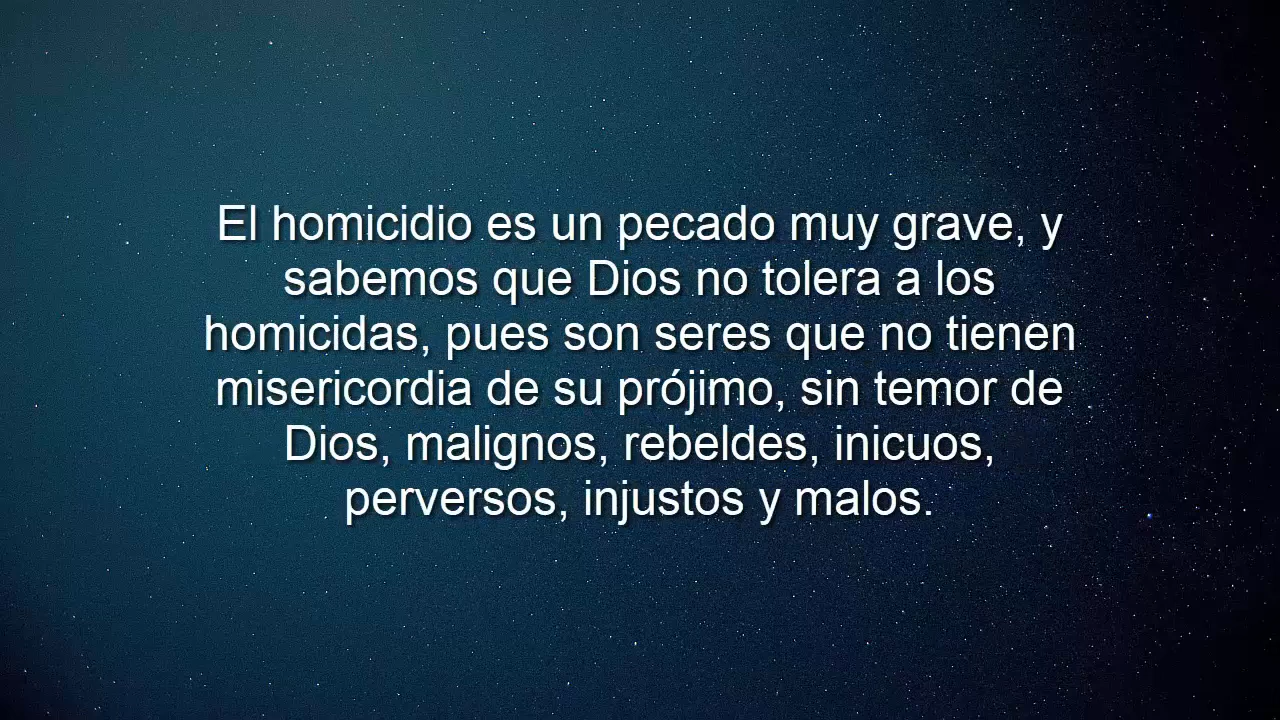 El homicidio es un pecado muy grave, y
sabemos que Dios no tolera a los
homicidas, pues son seres que no tienen
misericordia de su prójimo, sin temor de
Dios, malignos, rebeldes, inicuos,
perversos, injustos y malos.